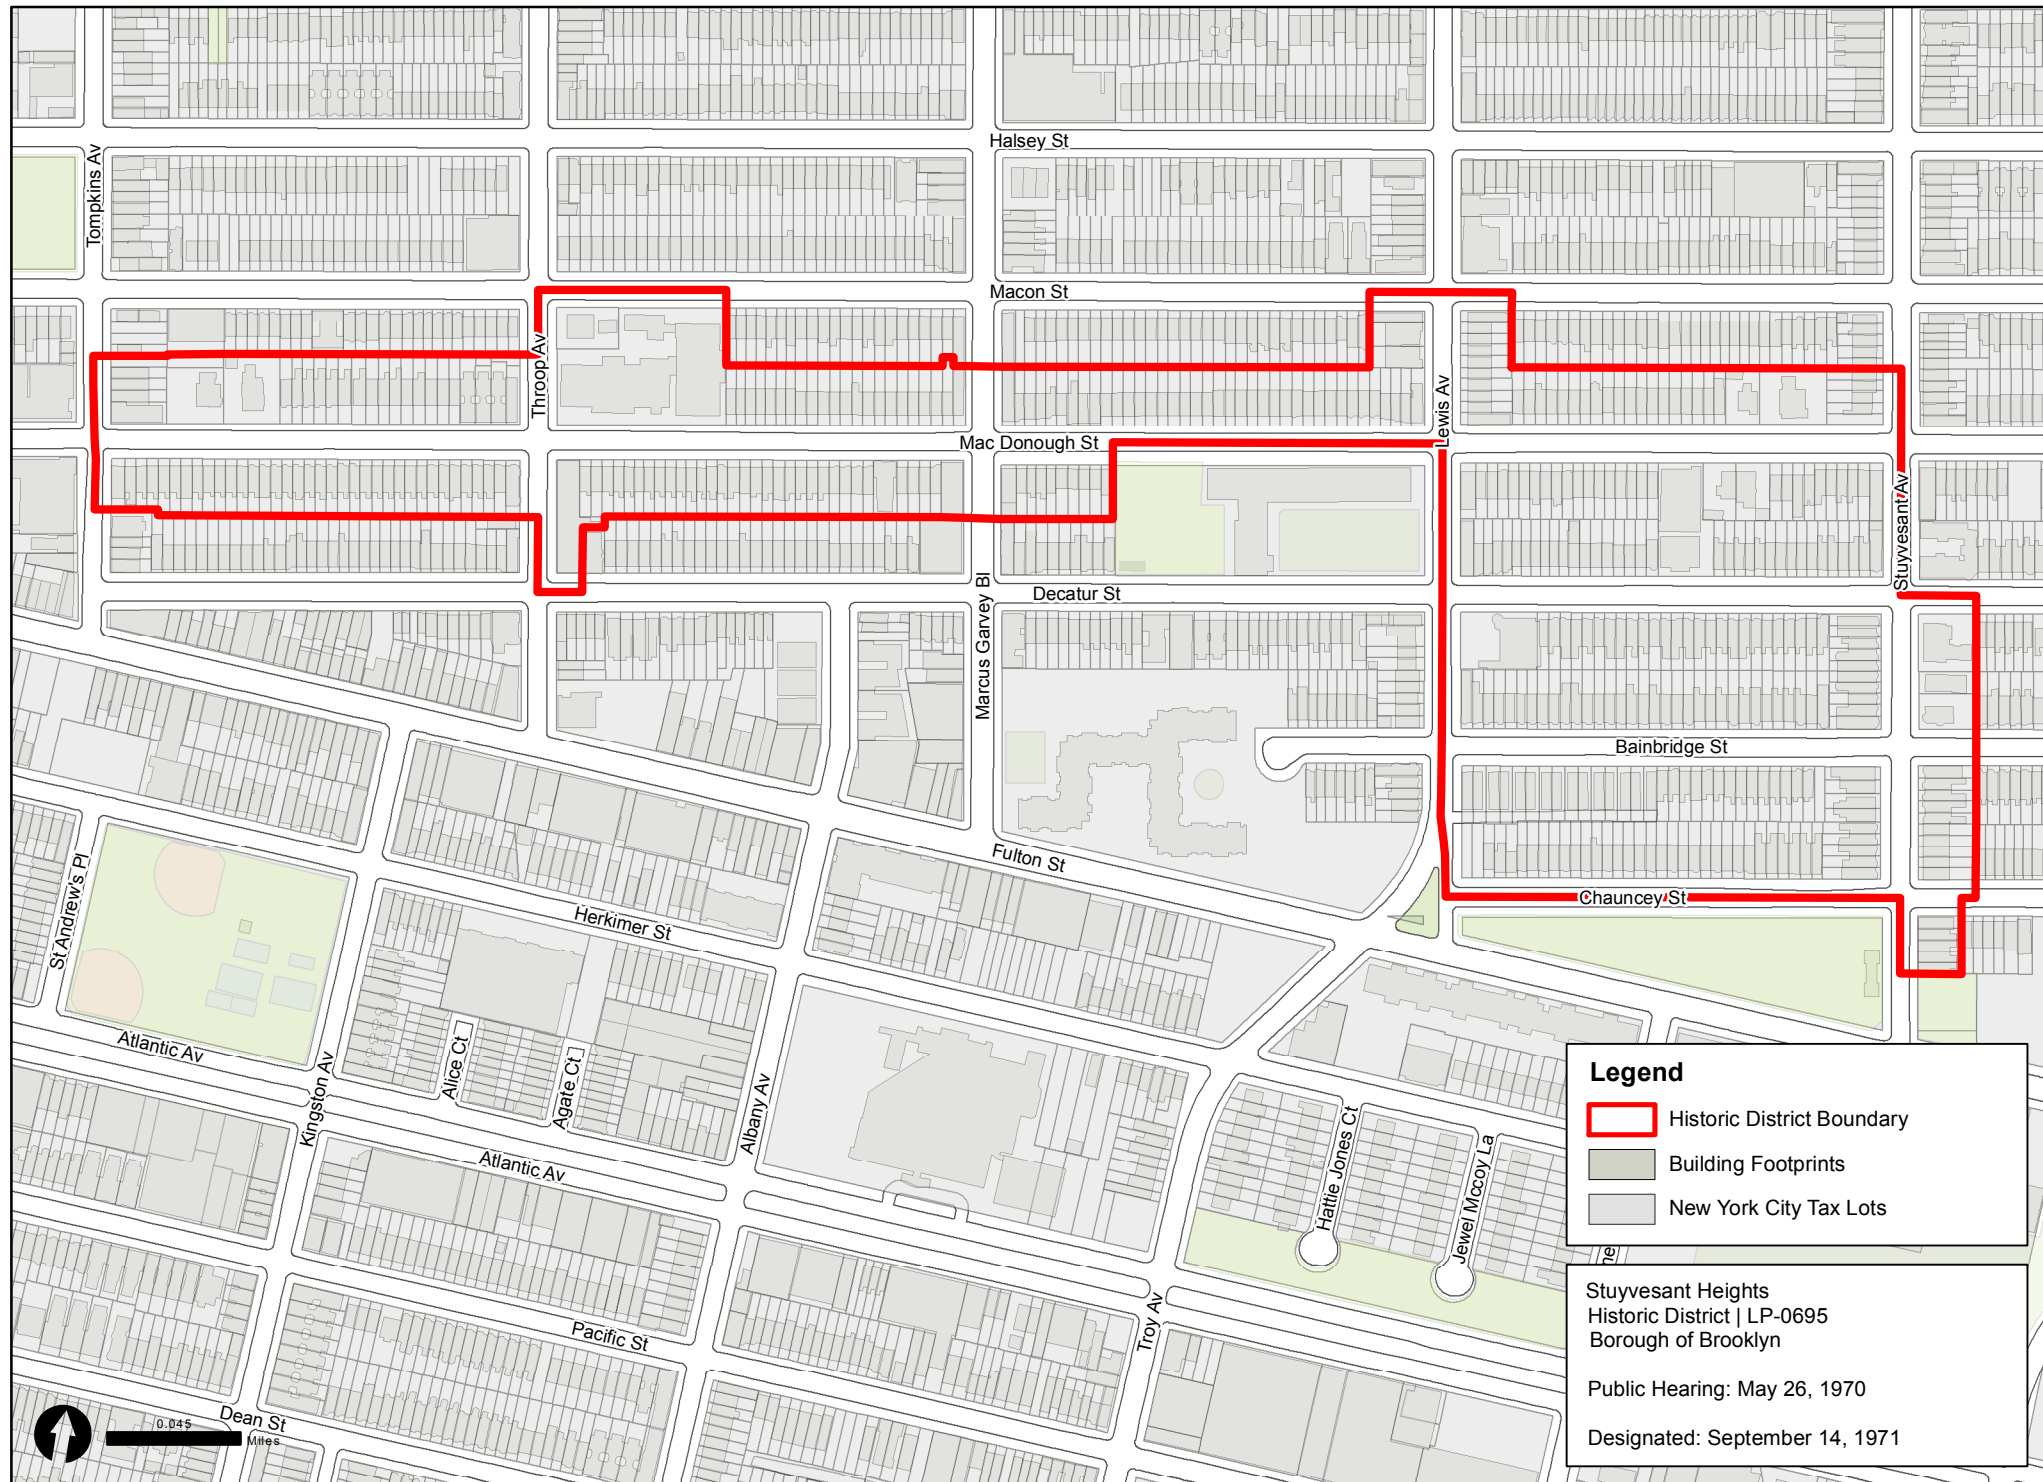 Halsey St
Tompkins Av
Macon St
Throop Av
Lewis Av
Mac Donough St
Stuyvesant Av
Marcus Garvey Bl
Decatur St
Bainbridge St
Fulton St
St Andrew's Pl
Chauncey St
Herkimer St
Atlantic Av
Kingston Av
Alice Ct
Agate Ct
Albany Av
Atlantic Av
Hattie Jones Ct
Jewel Mccoy La
Troy Av
Pacific St
Dean St
0.045
Miles
Legend
Historic District Boundary
Building Footprints
New York City Tax Lots
Stuyvesant Heights
Historic District | LP-0695
Borough of Brooklyn
Public Hearing: May 26, 1970
Designated: September 14, 1971